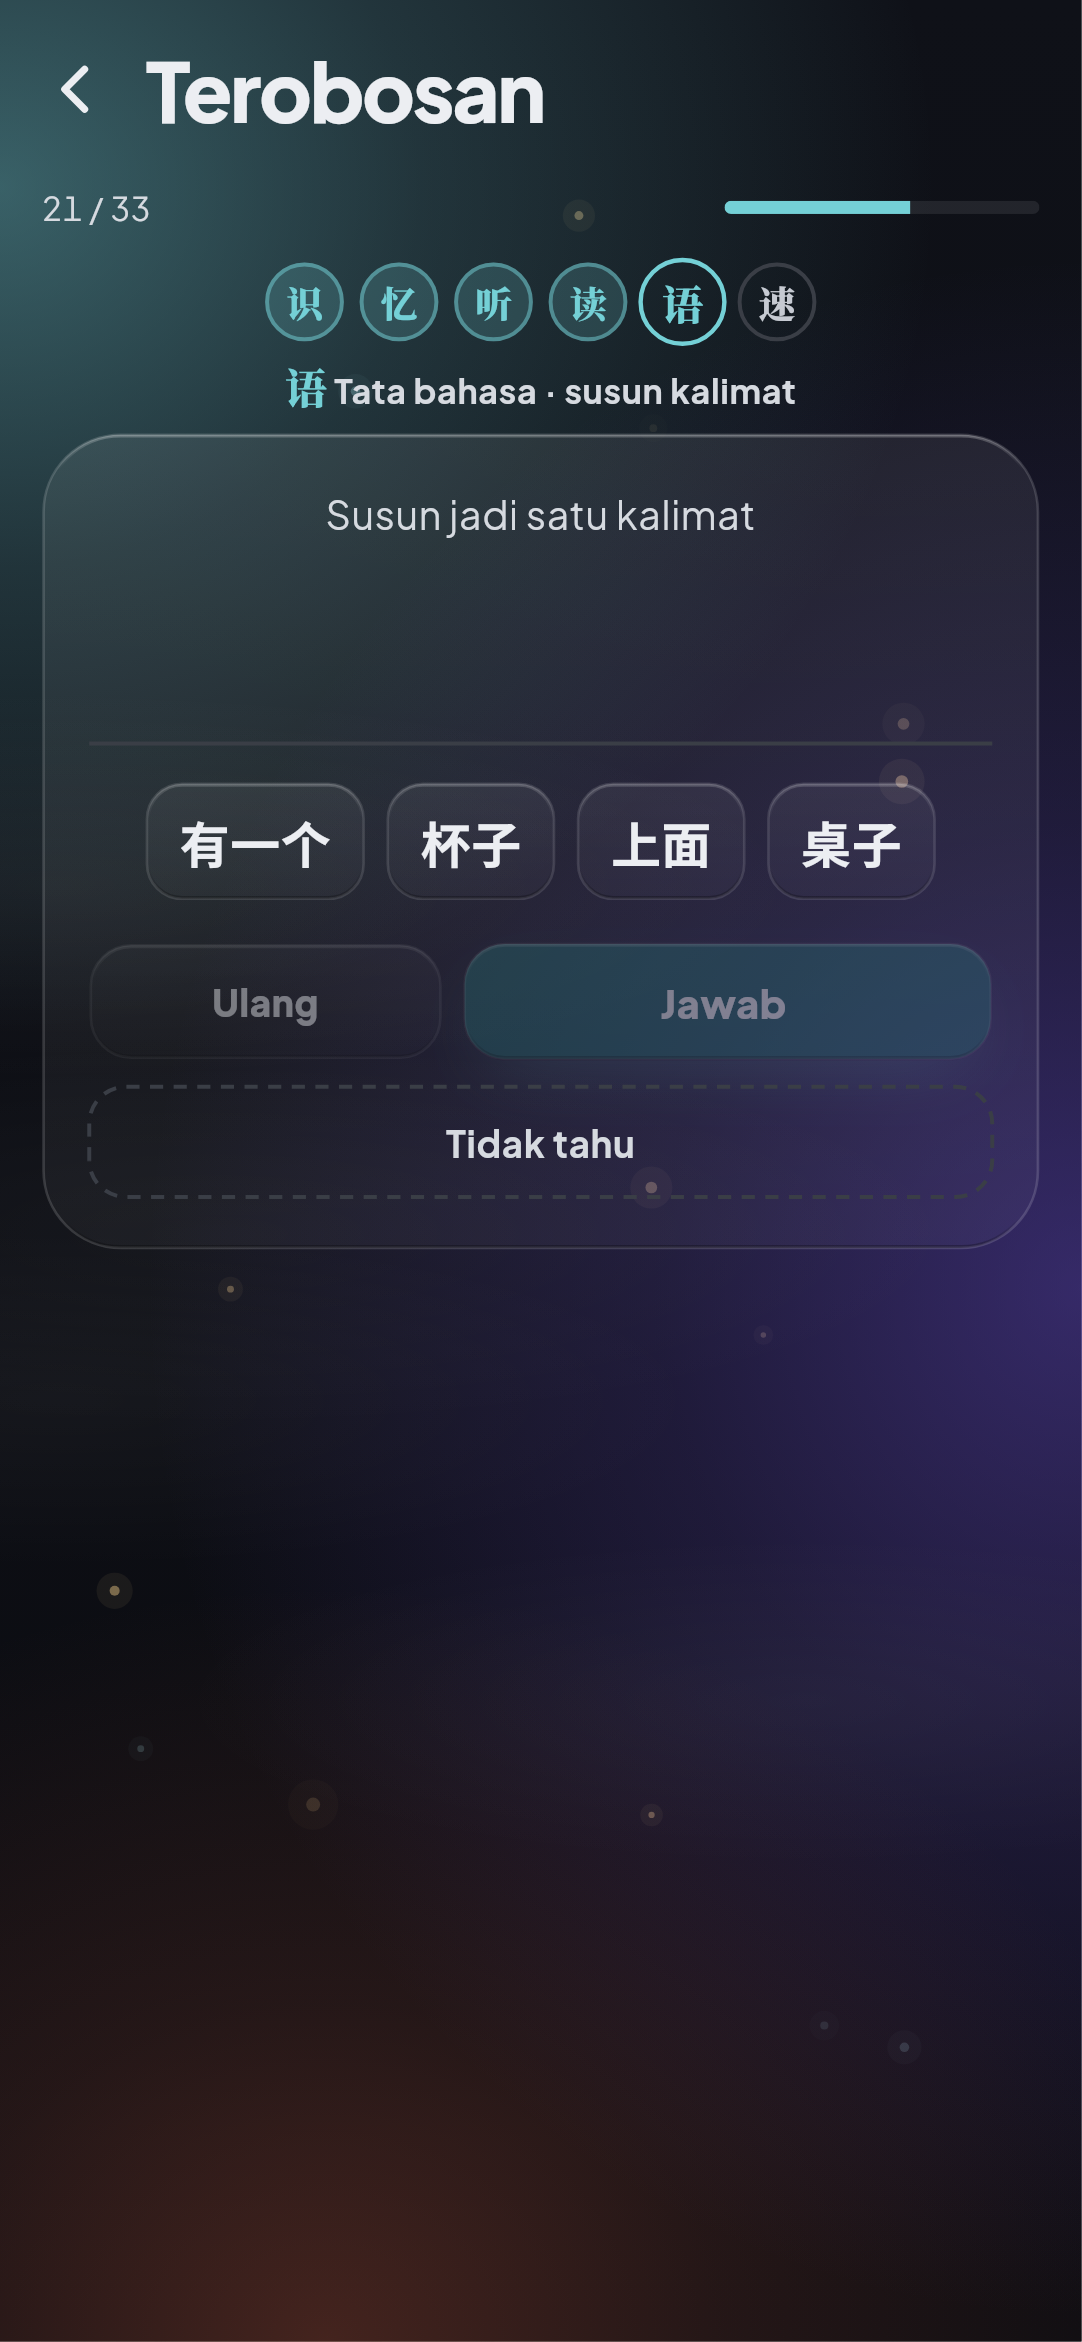 Terobosan
21 / 33
识 忆 听 读 语 速
语 Tata bahasa · susun kalimat
Susun jadi satu kalimat
有一个 杯子 上面 桌子
Ulang Jawab
Tidak tahu